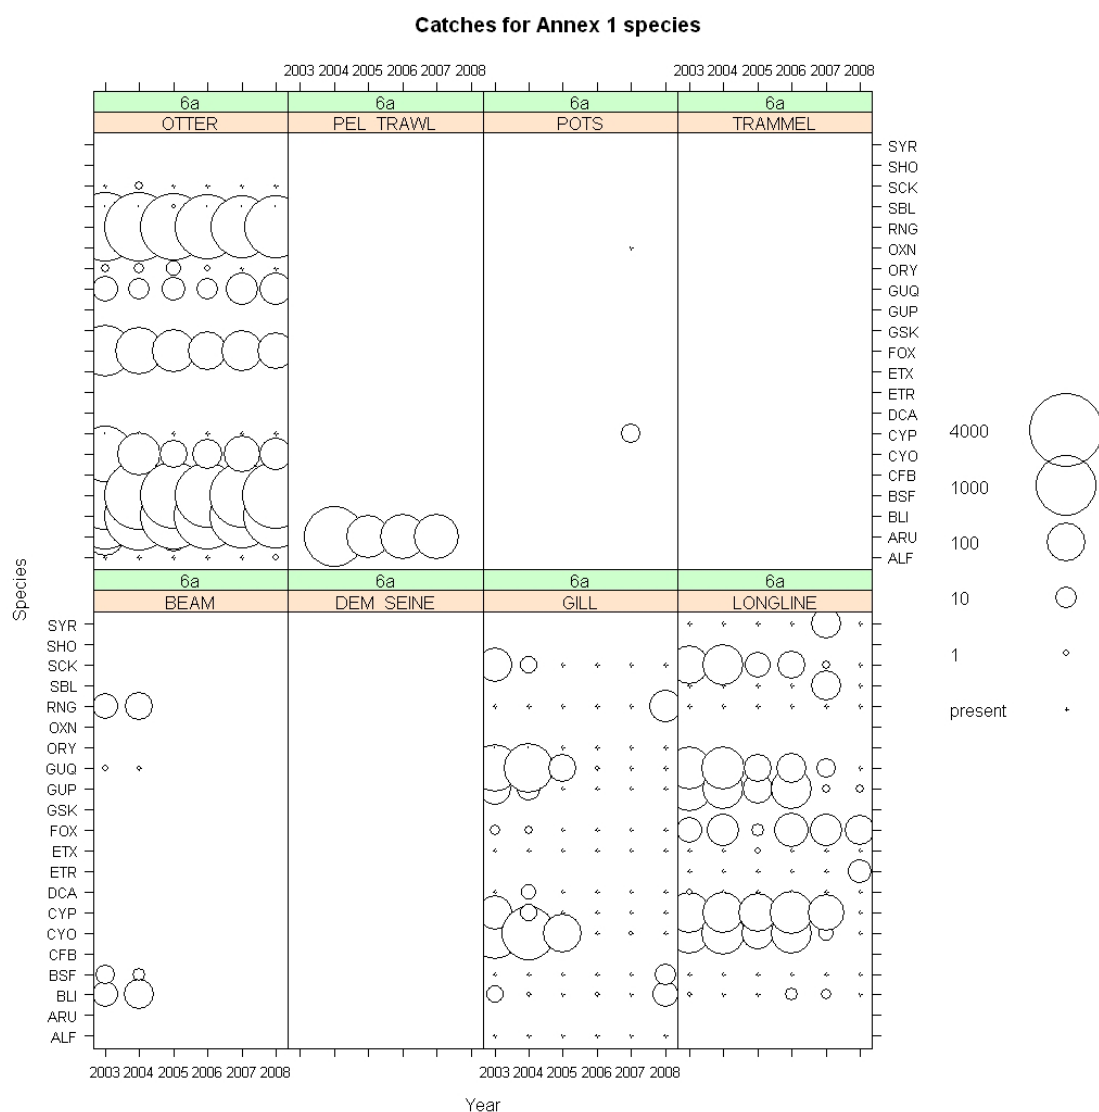 Catches for Annex 1 species
2003 2004 2005 2006 2007 2008 2003 2004 2005 2006 2007 2008
6a 6a 6a 6a
OTTER PEL TRAWL POTS TRAMMEL
SYR
SHO
SCK
SBL
RNG
OXN
ORY
GUQ
GUP
GSK
FOX
ETX
ETR
DCA
CYP
CYO
CFB
BSF
BLI
ARU
ALF
4000
1000
100
10
1
present
Species
6a 6a 6a 6a
BEAM DEM SEINE GILL LONGLINE
SYR
SHO
SCK
SBL
RNG
OXN
ORY
GUQ
GUP
GSK
FOX
ETX
ETR
DCA
CYP
CYO
CFB
BSF
BLI
ARU
ALF
2003 2004 2005 2006 2007 2008 2003 2004 2005 2006 2007 2008
Year